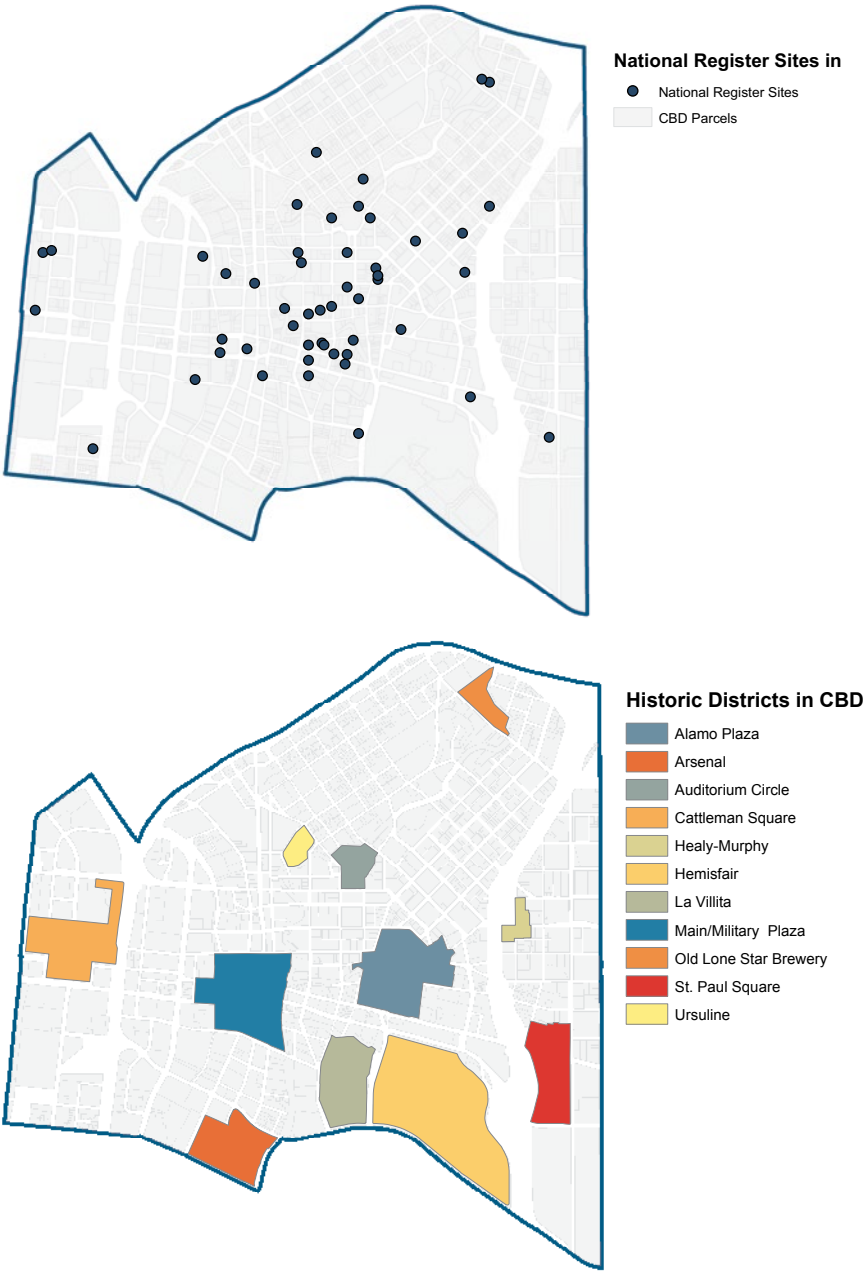 National Register Sites in
National Register Sites
CBD Parcels
Historic Districts in CBD
Alamo Plaza
Arsenal
Auditorium Circle
Cattleman Square
Healy-Murphy
Hemisfair
La Villita
Main/Military Plaza
Old Lone Star Brewery
St. Paul Square
Ursuline